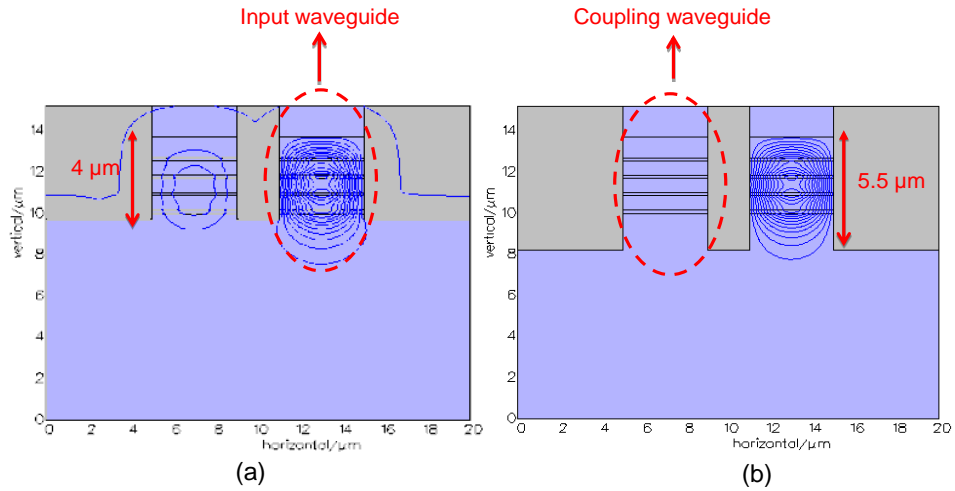 Input waveguide
Coupling waveguide
14
12
10
8
6
4
2
0
vertical/μm
4 μm
0 2 4 6 8 10 12 14 16 18 20
horizontal/μm
(a)
14
12
10
8
6
4
2
0
vertical/μm
5.5 μm
0 2 4 6 8 10 12 14 16 18 20
horizontal/μm
(b)